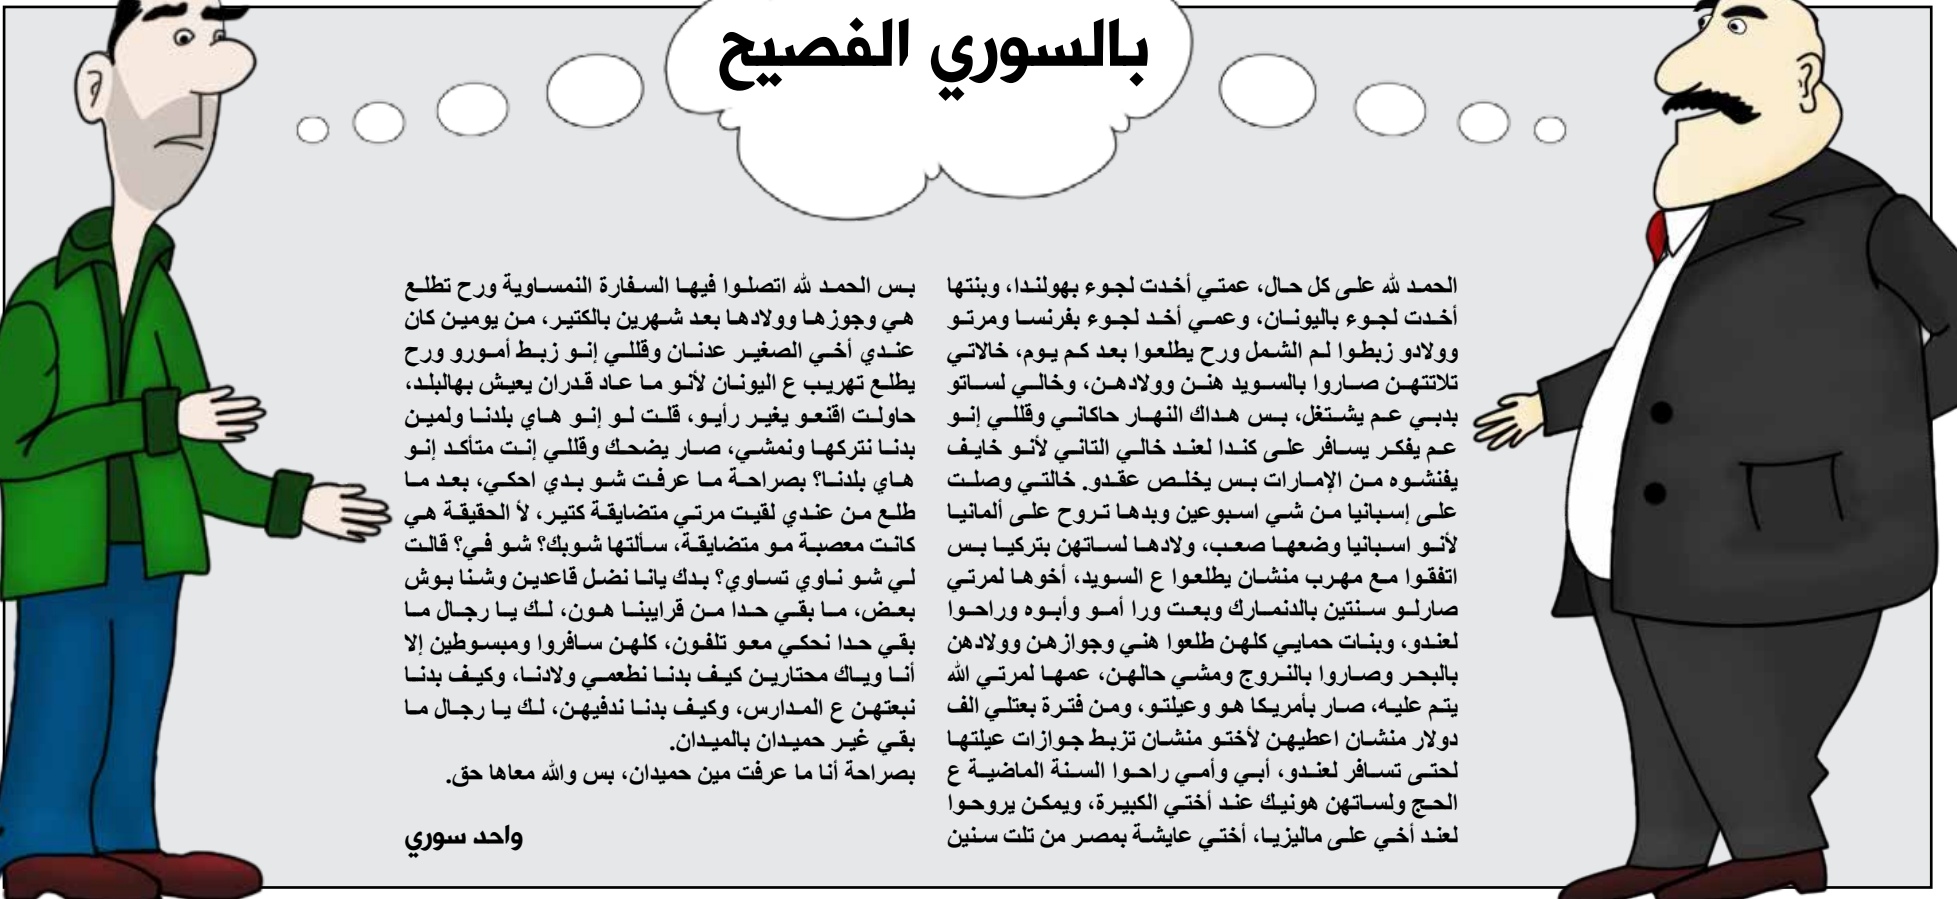 بالسوري الفصيح
الحمد لله على كل حال، عمتي أخدت لجوء بهولندا، وبنتها
أخدت لجوء باليونان، وعمي أخد لجوء بفرنسا ومرتو
وولادو زبطوا لم الشمل ورح يطلعوا بعد كم يوم، خالاتي
تلاتتهن صاروا بالسويد هنن وولادهن، وخالي لساتو
بدبي عم يشتغل، بس هداك النهار حاكاني وقللي إنو
عم يفكر يسافر على كندا لعند خالي التاني لأنو خايف
يفنشوه من الإمارات بس يخلص عقدو. خالتي وصلت
على إسبانيا من شي اسبوعين وبدها تروح على ألمانيا
لأنو اسبانيا وضعها صعب، ولادها لساتهن بتركيا بس
اتفقوا مع مهرب منشان يطلعوا ع السويد، أخوها لمرتي
صارلو سنتين بالدنمارك وبعت ورا أمو وأبوه وراحوا
لعندو، وبنات حمايي كلهن طلعوا هني وجوازهن وولادهن
بالبحر وصاروا بالنروج ومشي حالهن، عمها لمرتي الله
يتم عليه، صار بأمريكا هو وعيلتو، ومن فترة بعتلي الف
دولار منشان اعطيهن لأختو منشان تزبط جوازات عيلتها
لحتى تسافر لعندو، أبي وأمي راحوا السنة الماضية ع
الحج ولساتهن هونيك عند أختي الكبيرة، ويمكن يروحوا
لعند أخي على ماليزيا، أختي عايشة بمصر من تلت سنين
بس الحمد لله اتصلوا فيها السفارة النمساوية ورح تطلع
هي وجوزها وولادها بعد شهرين بالكتير، من يومين كان
عندي أخي الصغير عدنان وقللي إنو زبط أمورو ورح
يطلع تهريب ع اليونان لأنو ما عاد قدران يعيش بهالبلد،
حاولت اقنعو يغير رأيو، قلت لو إنو هاي بلدنا ولمين
بدنا نتركها ونمشي، صار يضحك وقللي إنت متأكد إنو
هاي بلدنا؟ بصراحة ما عرفت شو بدي احكي، بعد ما
طلع من عندي لقيت مرتي متضايقة كتير، لأ الحقيقة هي
كانت معصبة مو متضايقة، سألتها شوبك؟ شو في؟ قالت
لي شو ناوي تساوي؟ بدك يانا نضل قاعدين وشنا بوش
بعض، ما بقي حدا من قرايبنا هون، لك يا رجال ما
بقي حدا نحكي معو تلفون، كلهن سافروا ومبسوطين إلا
أنا وياك محتارين كيف بدنا نطعمي ولادنا، وكيف بدنا
نبعتهن ع المدارس، وكيف بدنا ندفيهن، لك يا رجال ما
بقي غير حميدان بالميدان.
بصراحة أنا ما عرفت مين حميدان، بس والله معاها حق.
واحد سوري